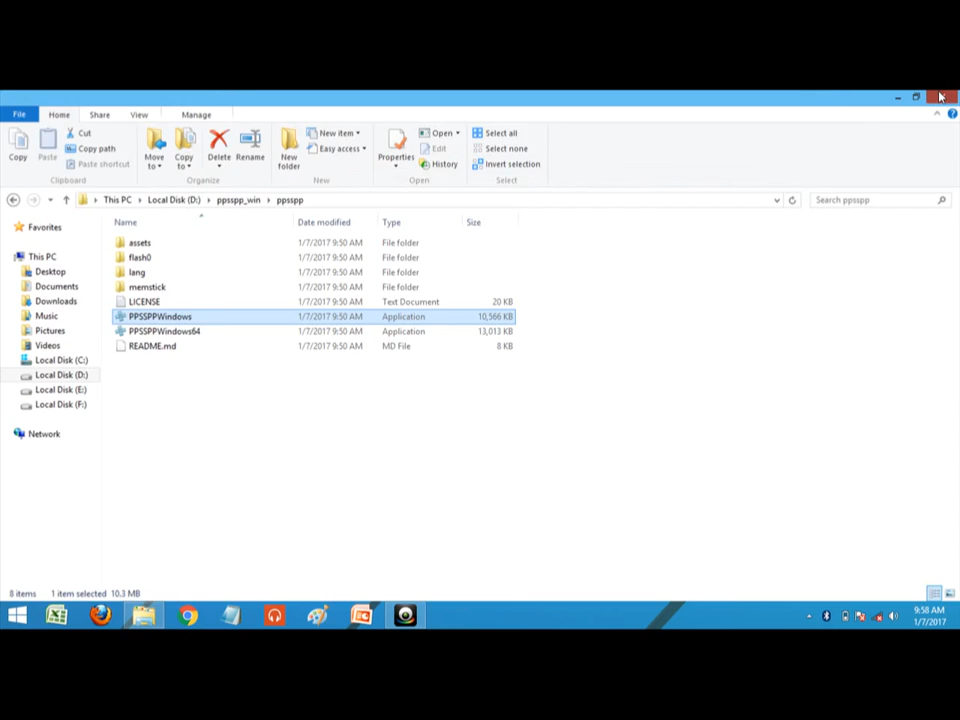 File Home Share View Manage
Copy Paste Cut Copy path Paste shortcut
Clipboard
Move to Copy to Delete Rename
Organize
New folder New item Easy access
New
Properties Open Edit History
Open
Select all Select none Invert selection
Select
This PC Local Disk (D:) ppsspp_win ppsspp Search ppsspp
Favorites
This PC
Desktop
Documents
Downloads
Music
Pictures
Videos
Local Disk (C:)
Local Disk (D:)
Local Disk (E:)
Local Disk (F:)
Network
Name Date modified Type Size
assets 1/7/2017 9:50 AM File folder
flash0 1/7/2017 9:50 AM File folder
lang 1/7/2017 9:50 AM File folder
memstick 1/7/2017 9:50 AM File folder
LICENSE 1/7/2017 9:50 AM Text Document 20 KB
PPSSPPWindows 1/7/2017 9:50 AM Application 10,566 KB
PPSSPPWindows64 1/7/2017 9:50 AM Application 13,013 KB
README.md 1/7/2017 9:50 AM MD File 8 KB
8 items 1 item selected 10.3 MB
9:58 AM
1/7/2017